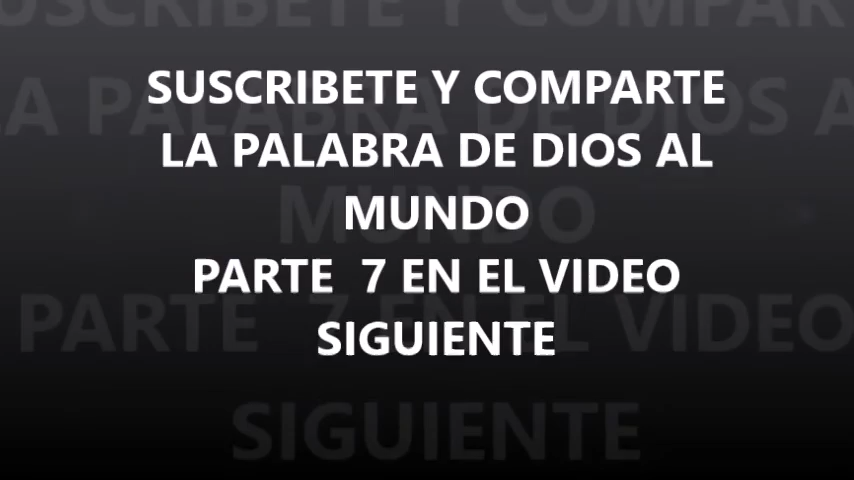 SUSCRIBETE Y COMPARTE
LA PALABRA DE DIOS AL
MUNDO
PARTE  7 EN EL VIDEO
SIGUIENTE